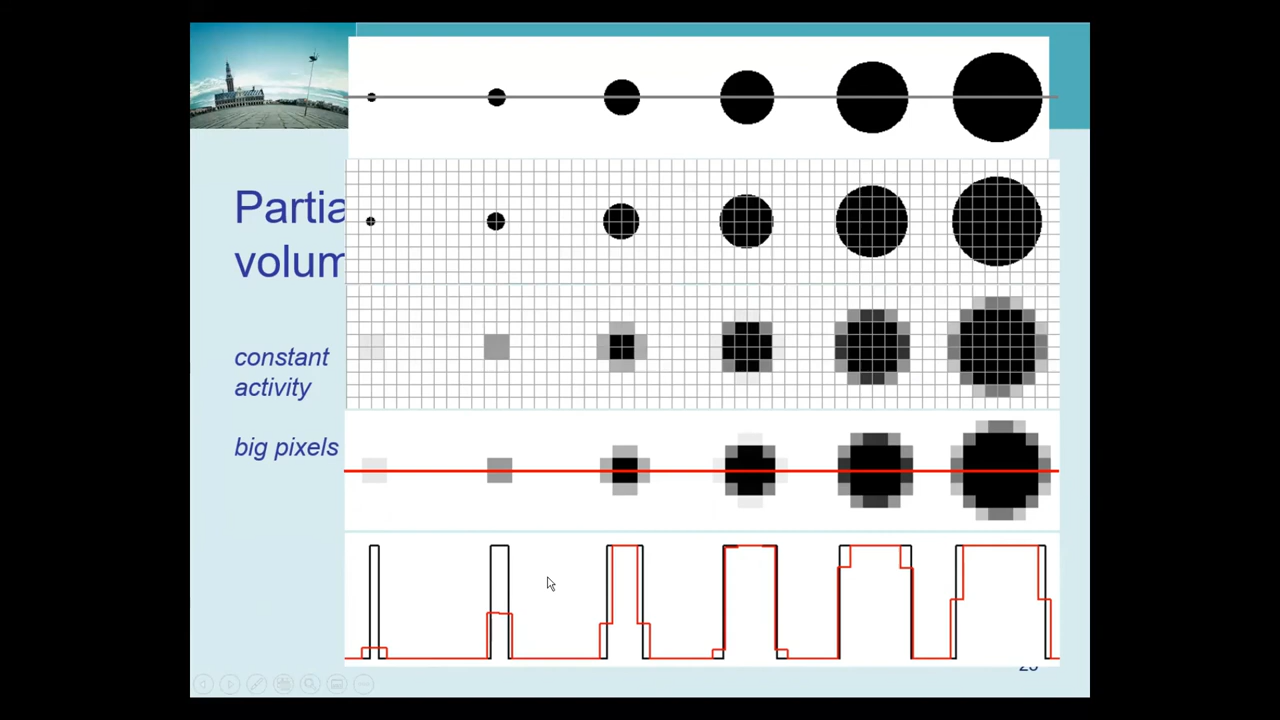 Partia
volum
constant
activity
big pixels